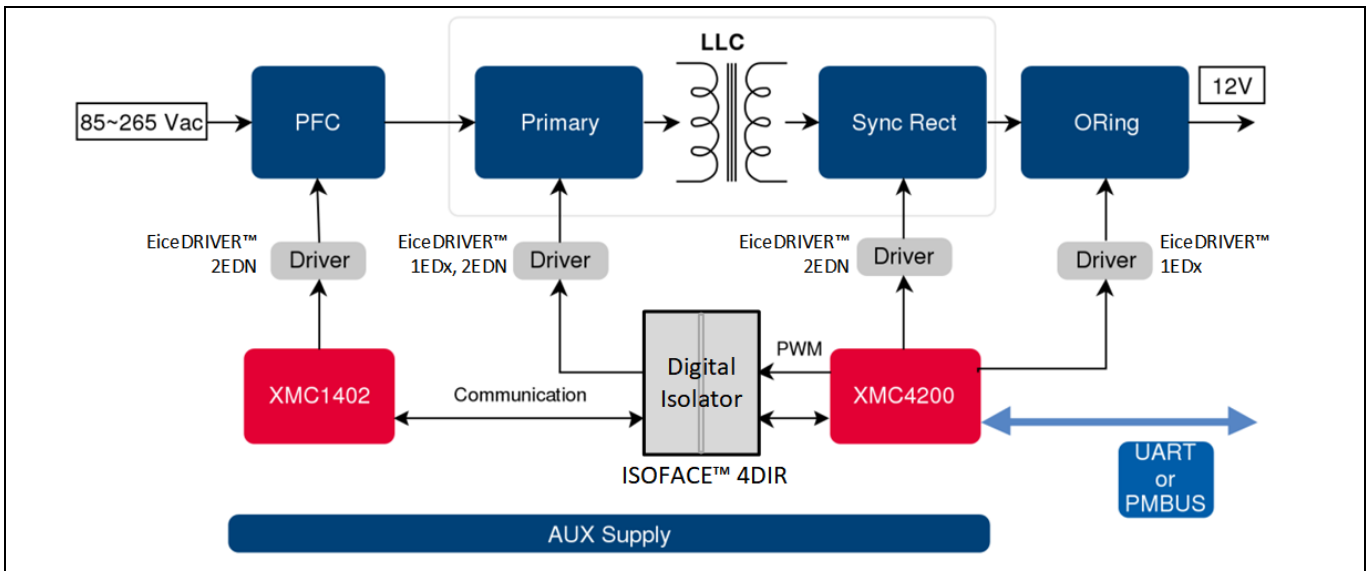 LLC
85~265 Vac
PFC
Primary
Sync Rect
ORing
12V
EiceDRIVER™
2EDN
Driver
EiceDRIVER™
1EDx, 2EDN
Driver
EiceDRIVER™
2EDN
Driver
Driver
EiceDRIVER™
1EDx
XMC1402
Communication
Digital
Isolator
PWM
XMC4200
ISOFACE™ 4DIR
UART
or
PMBUS
AUX Supply